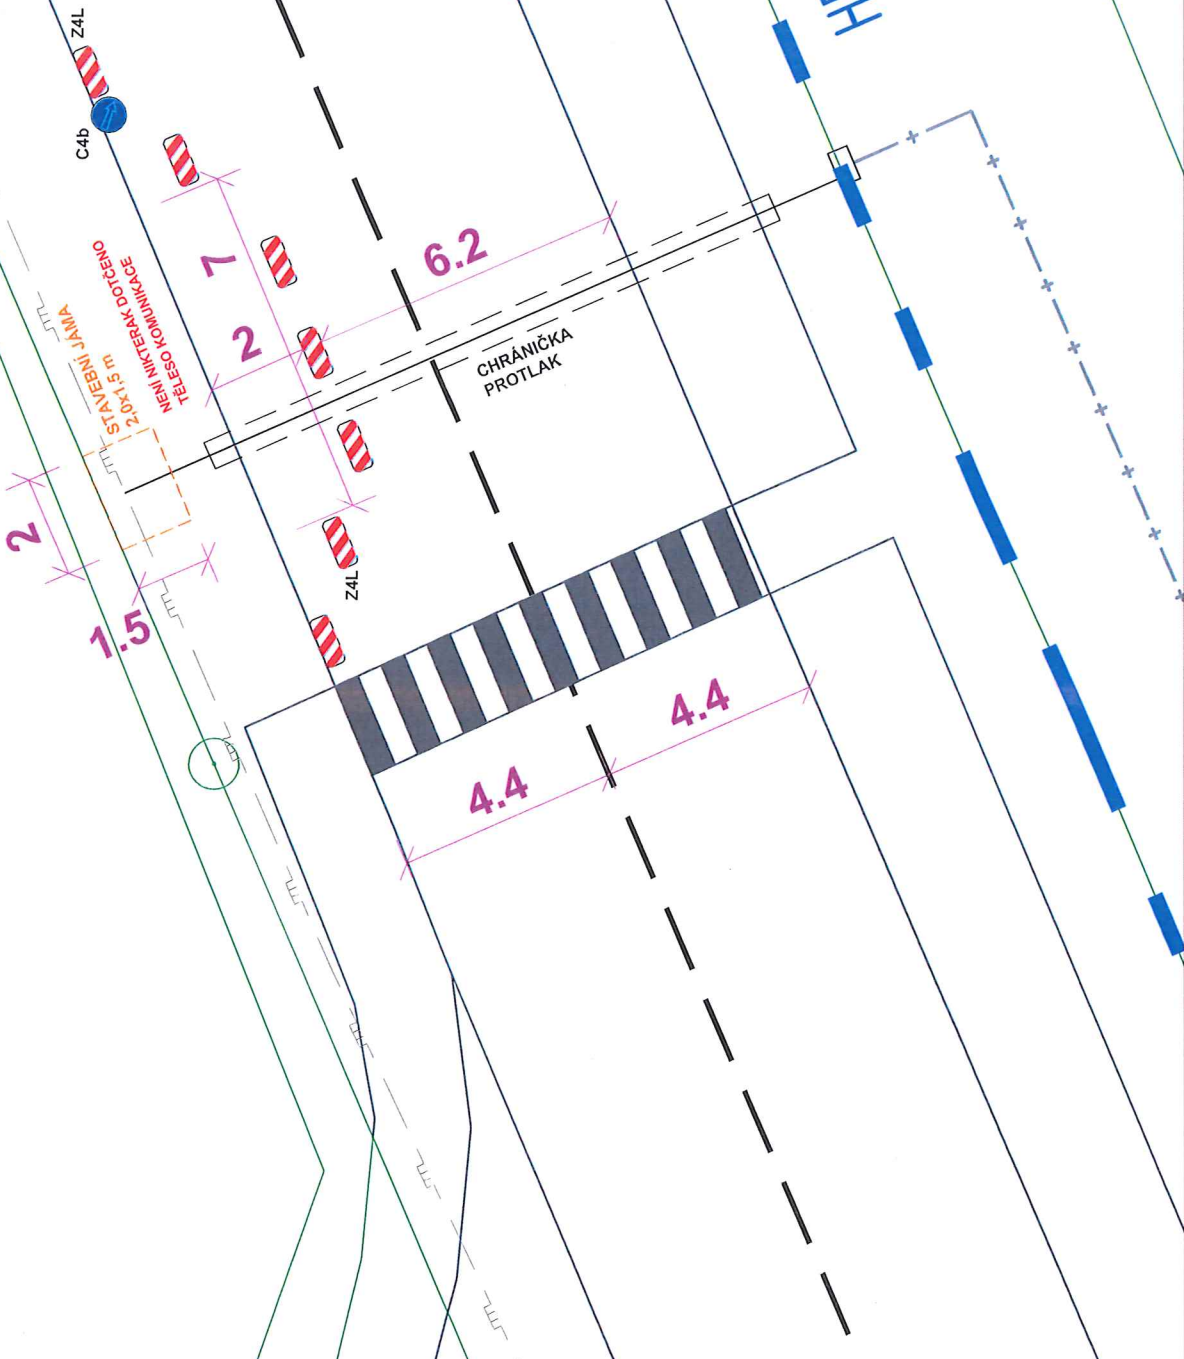 Z4L
C4b
H
7
6.2
2
STAVEBNÍ JÁMA
2,0x1,5 m
NENÍ NIKTERAK DOTČENO
TĚLESO KOMUNIKACE
CHRÁNIČKA
PROTLAK
2
1.5
Z4L
4.4
4.4